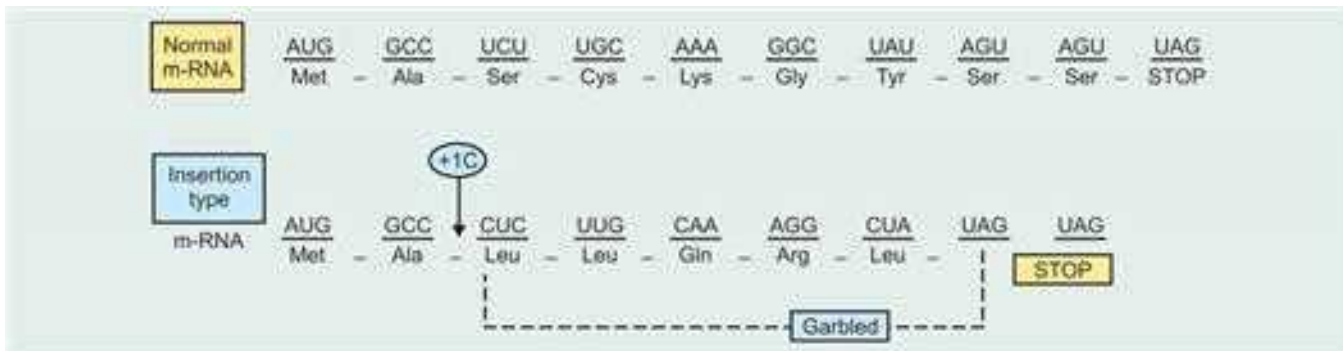 Normal
m-RNA
AUG GCC UCU UGC AAA GGC UAU AGU AGU UAG
Met – Ala – Ser – Cys – Lys – Gly – Tyr – Ser – Ser – STOP
+1C
Insertion
type
m-RNA
AUG GCC CUC UUG CAA AGG CUA UAG UAG
Met – Ala – Leu – Leu – Gln – Arg – Leu –
STOP
Garbled